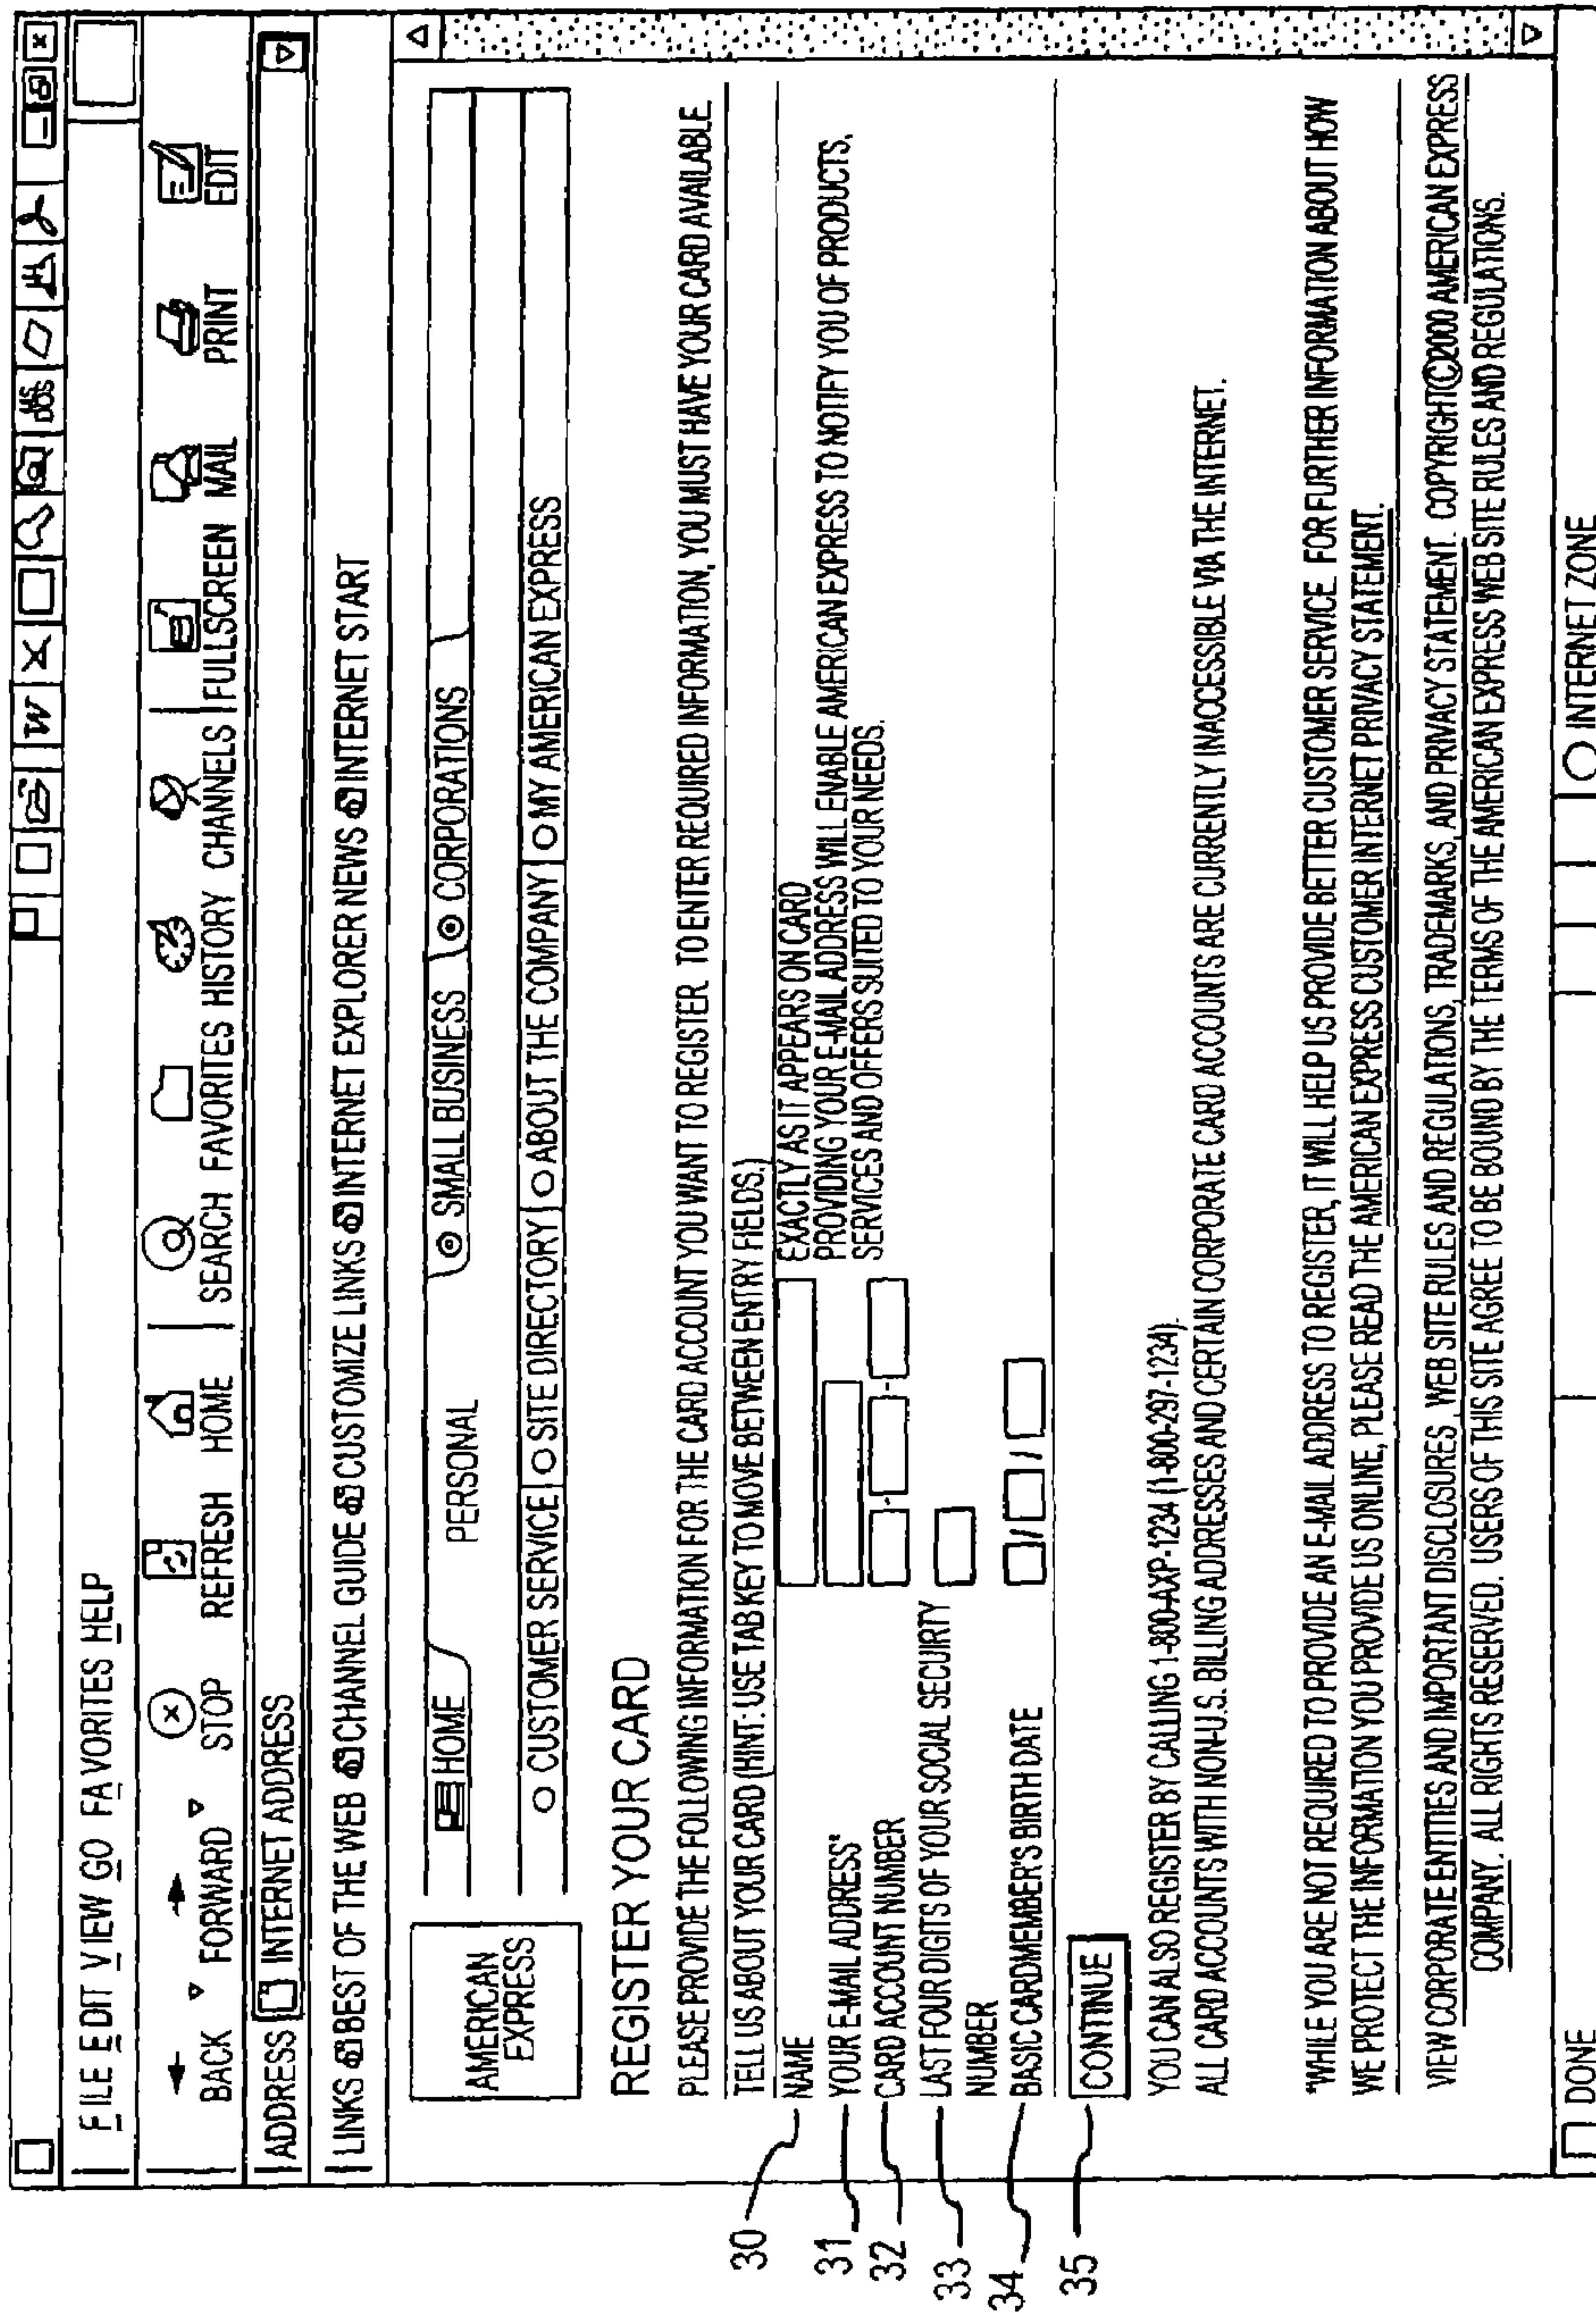 MS
DOS
FILE EDIT VIEW GO FAVORITES HELP
BACK FORWARD STOP REFRESH HOME SEARCH FAVORITES HISTORY CHANNELS FULLSCREEN MAIL PRINT EDIT
ADDRESS INTERNET ADDRESS
LINKS BEST OF THE WEB CHANNEL GUIDE CUSTOMIZE LINKS INTERNET EXPLORER NEWS INTERNET START
AMERICAN
EXPRESS
HOME PERSONAL SMALL BUSINESS CORPORATIONS
CUSTOMER SERVICE SITE DIRECTORY ABOUT THE COMPANY MY AMERICAN EXPRESS
REGISTER YOUR CARD
PLEASE PROVIDE THE FOLLOWING INFORMATION FOR THE CARD ACCOUNT YOU WANT TO REGISTER. TO ENTER REQUIRED INFORMATION, YOU MUST HAVE YOUR CARD AVAILABLE.
TELL US ABOUT YOUR CARD (HINT: USE TAB KEY TO MOVE BETWEEN ENTRY FIELDS.)
30 NAME EXACTLY AS IT APPEARS ON CARD
31 YOUR E-MAIL ADDRESS* PROVIDING YOUR E-MAIL ADDRESS WILL ENABLE AMERICAN EXPRESS TO NOTIFY YOU OF PRODUCTS,
SERVICES AND OFFERS SUITED TO YOUR NEEDS.
32 CARD ACCOUNT NUMBER - -
33 LAST FOUR DIGITS OF YOUR SOCIAL SECUIRTY
NUMBER
34 BASIC CARDMEMBER'S BIRTH DATE / /
35 CONTINUE
YOU CAN ALSO REGISTER BY CALLING 1-800-AXP-1234 (1-800-297-1234).
ALL CARD ACCOUNTS WITH NON-U.S. BILLING ADDRESSES AND CERTAIN CORPORATE CARD ACCOUNTS ARE CURRENTLY INACCESSIBLE VIA THE INTERNET.
*WHILE YOU ARE NOT REQUIRED TO PROVIDE AN E-MAIL ADDRESS TO REGISTER, IT WILL HELP US PROVIDE BETTER CUSTOMER SERVICE. FOR FURTHER INFORMATION ABOUT HOW
WE PROTECT THE INFORMATION YOU PROVIDE US ONLINE, PLEASE READ THE AMERICAN EXPRESS CUSTOMER INTERNET PRIVACY STATEMENT.
VIEW CORPORATE ENTITIES AND IMPORTANT DISCLOSURES, WEB SITE RULES AND REGULATIONS, TRADEMARKS, AND PRIVACY STATEMENT. COPYRIGHT©2000 AMERICAN EXPRESS
COMPANY. ALL RIGHTS RESERVED. USERS OF THIS SITE AGREE TO BE BOUND BY THE TERMS OF THE AMERICAN EXPRESS WEB SITE RULES AND REGULATIONS.
DONE INTERNET ZONE